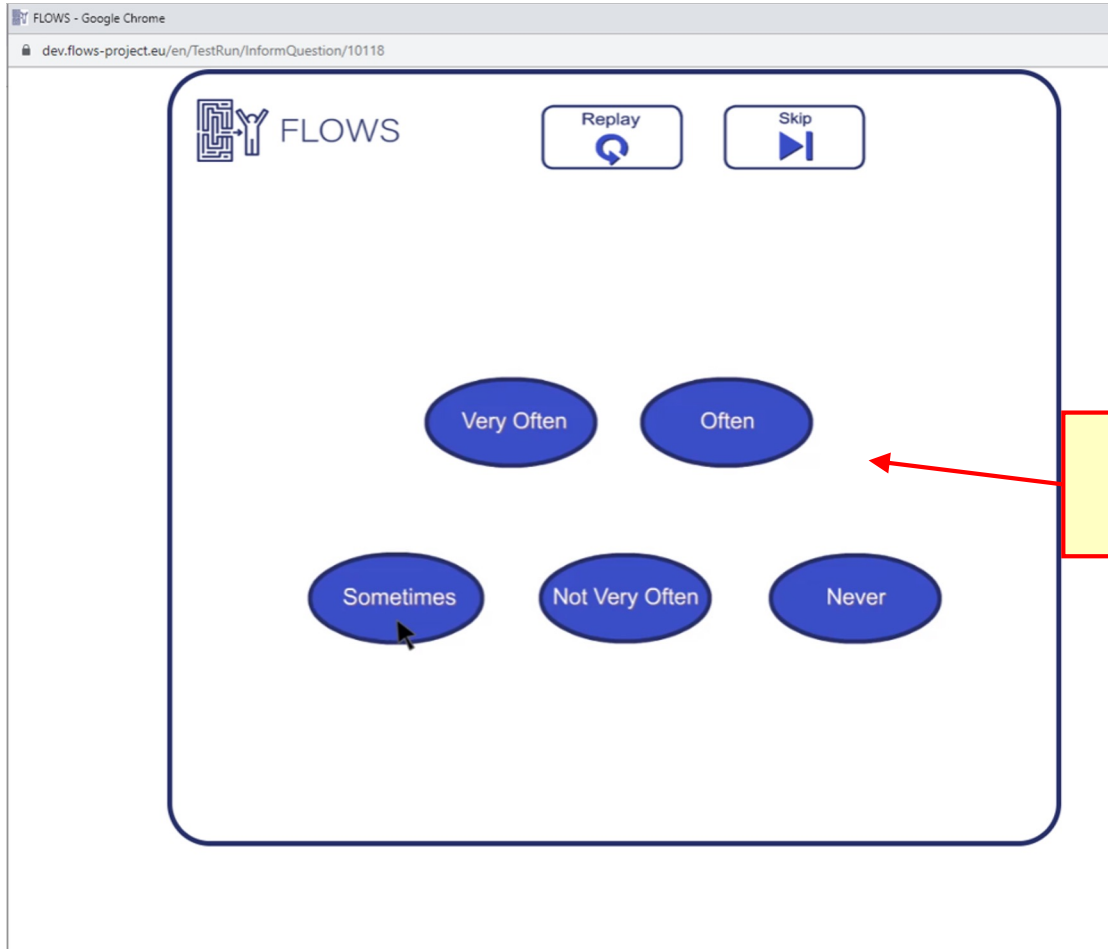 FLOWS - Google Chrome
dev.flows-project.eu/en/TestRun/InformQuestion/10118
FLOWS
Replay
Skip
Very Often
Often
Sometimes
Not Very Often
Never